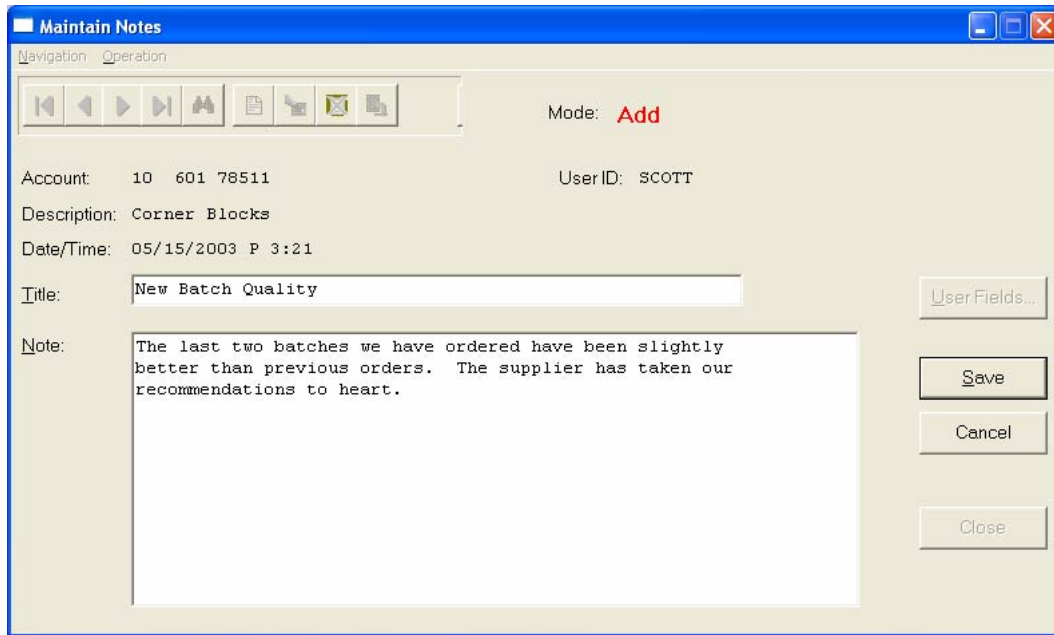 Maintain Notes
Navigation Operation
Mode: Add
Account: 10 601 78511 User ID: SCOTT
Description: Corner Blocks
Date/Time: 05/15/2003 P 3:21
Title: New Batch Quality
User Fields...
Note: The last two batches we have ordered have been slightly
better than previous orders. The supplier has taken our
recommendations to heart.
Save
Cancel
Close